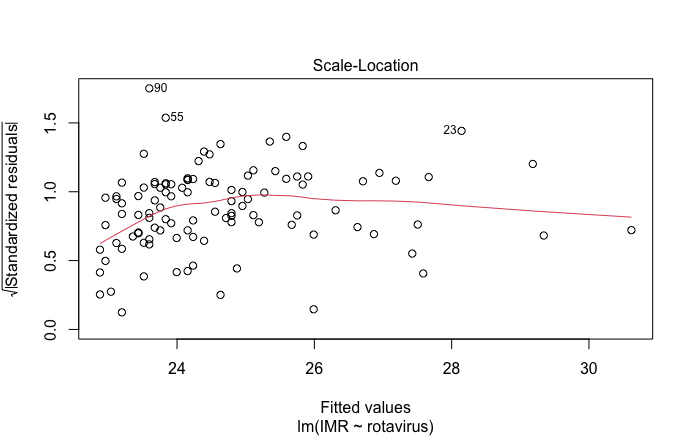 Scale-Location
√|Standardized residuals|
1.5
1.0
0.5
0.0
90
55
23
24
26
28
30
Fitted values
lm(IMR ~ rotavirus)